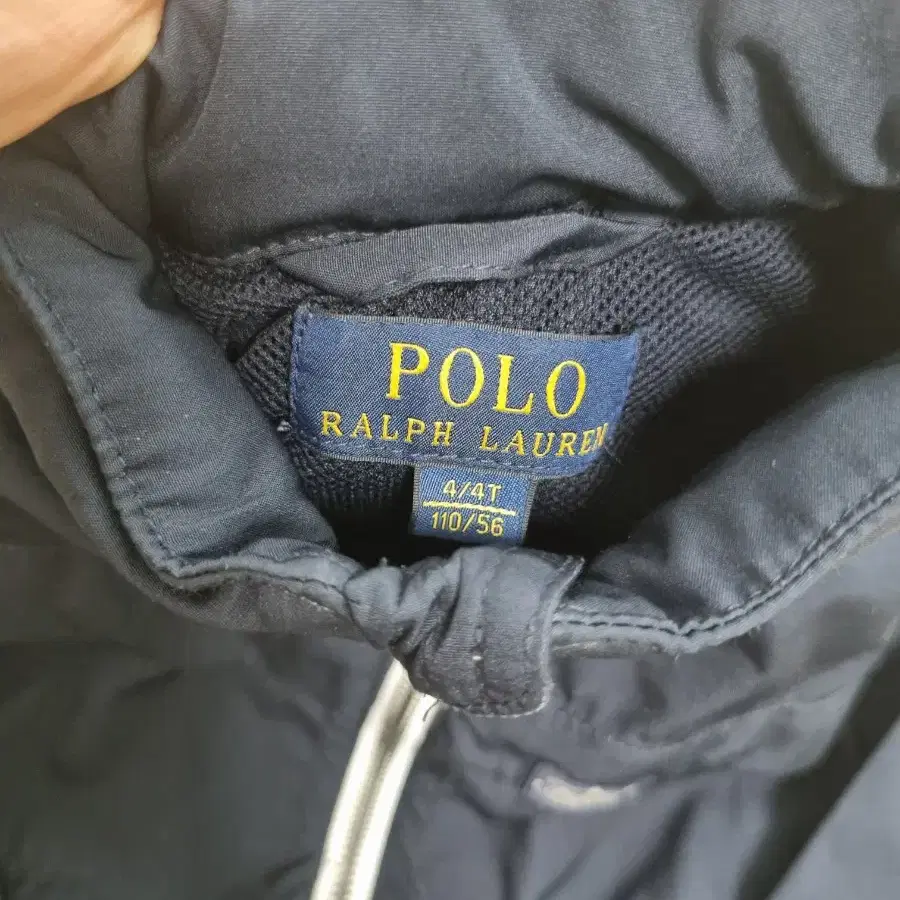 POLO
RALPH LAUREN
4/4T
110/56